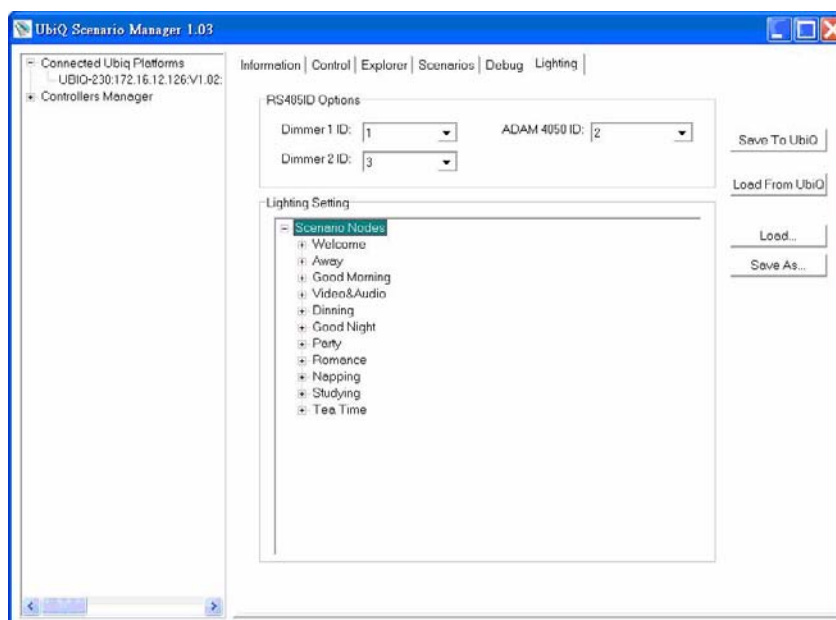 UbiQ Scenario Manager 1.03
Connected Ubiq Platforms
UBIQ-230:172.16.12.126:V1.02:
Controllers Manager
Information Control Explorer Scenarios Debug Lighting
RS485ID Options
Dimmer 1 ID: 1
ADAM 4050 ID: 2
Dimmer 2 ID: 3
Save To UbiQ
Load From UbiQ
Load...
Save As...
Lighting Setting
Scenario Nodes
Welcome
Away
Good Morning
Video&Audio
Dinning
Good Night
Party
Romance
Napping
Studying
Tea Time